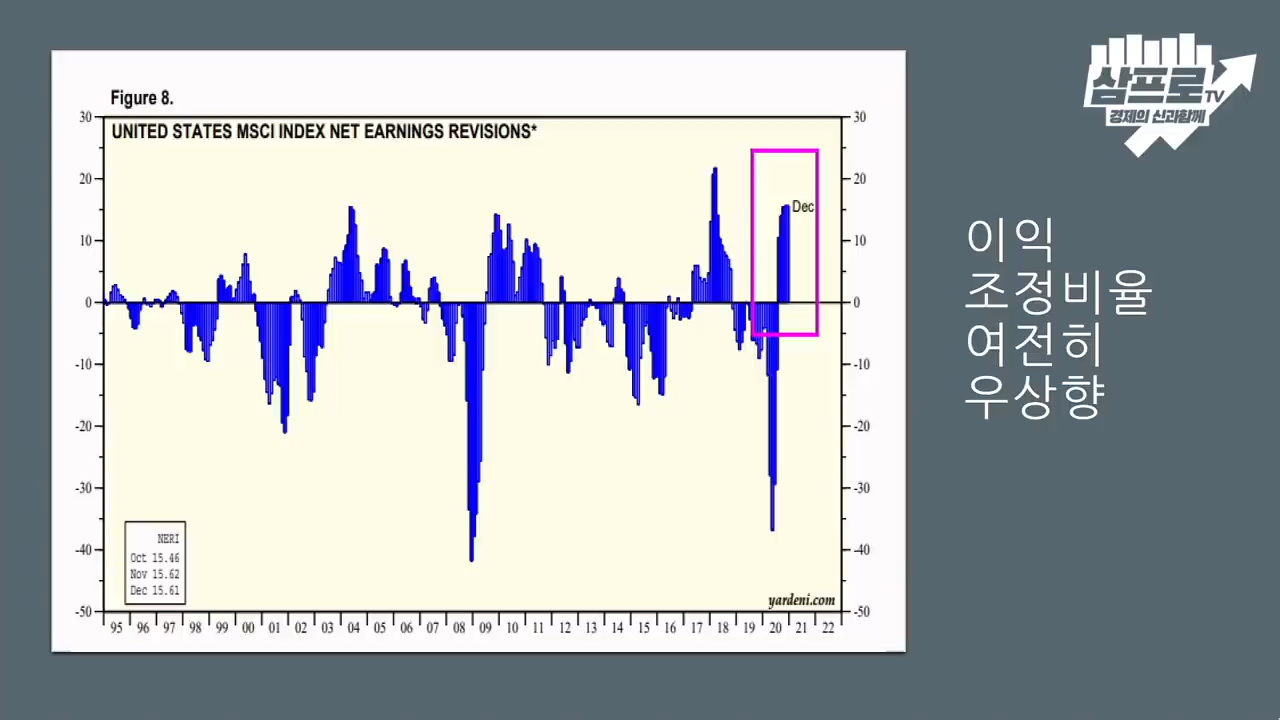 삼프로TV
경제의 신과함께
Figure 8.
UNITED STATES MSCI INDEX NET EARNINGS REVISIONS*
30
30
20
20
10
10
0
0
-10
-10
-20
-20
-30
-30
-40
-40
-50
-50
Dec
NERI
Oct 15.46
Nov 15.62
Dec 15.61
yardeni.com
95 96 97 98 99 00 01 02 03 04 05 06 07 08 09 10 11 12 13 14 15 16 17 18 19 20 21 22
이익
조정비율
여전히
우상향